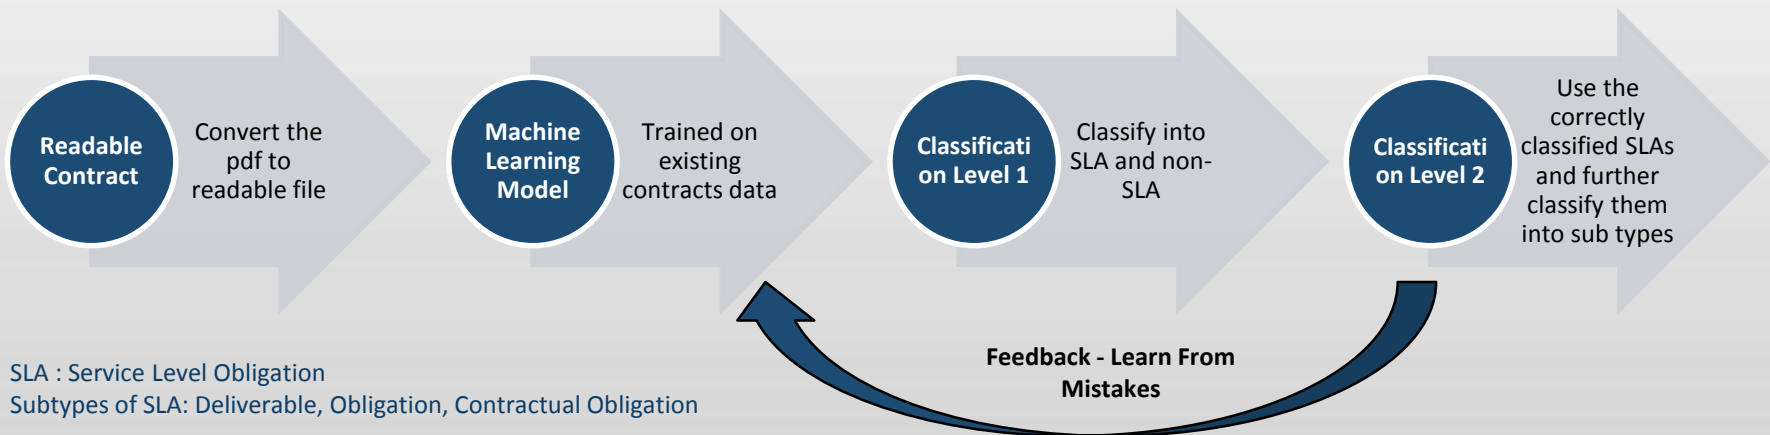 Readable
Contract
Convert the
pdf to
readable file
Machine
Learning
Model
Trained on
existing
contracts data
Classificati
on Level 1
Classify into
SLA and non-
SLA
Classificati
on Level 2
Use the
correctly
classified SLAs
and further
classify them
into sub types
Feedback - Learn From
Mistakes
SLA : Service Level Obligation
Subtypes of SLA: Deliverable, Obligation, Contractual Obligation